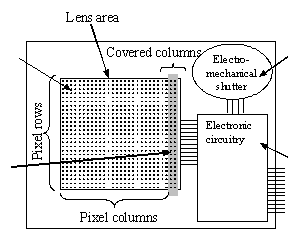 Lens area
Covered columns
Electro-
mechanical
shutter
Pixel rows
Electronic
circuitry
Pixel columns